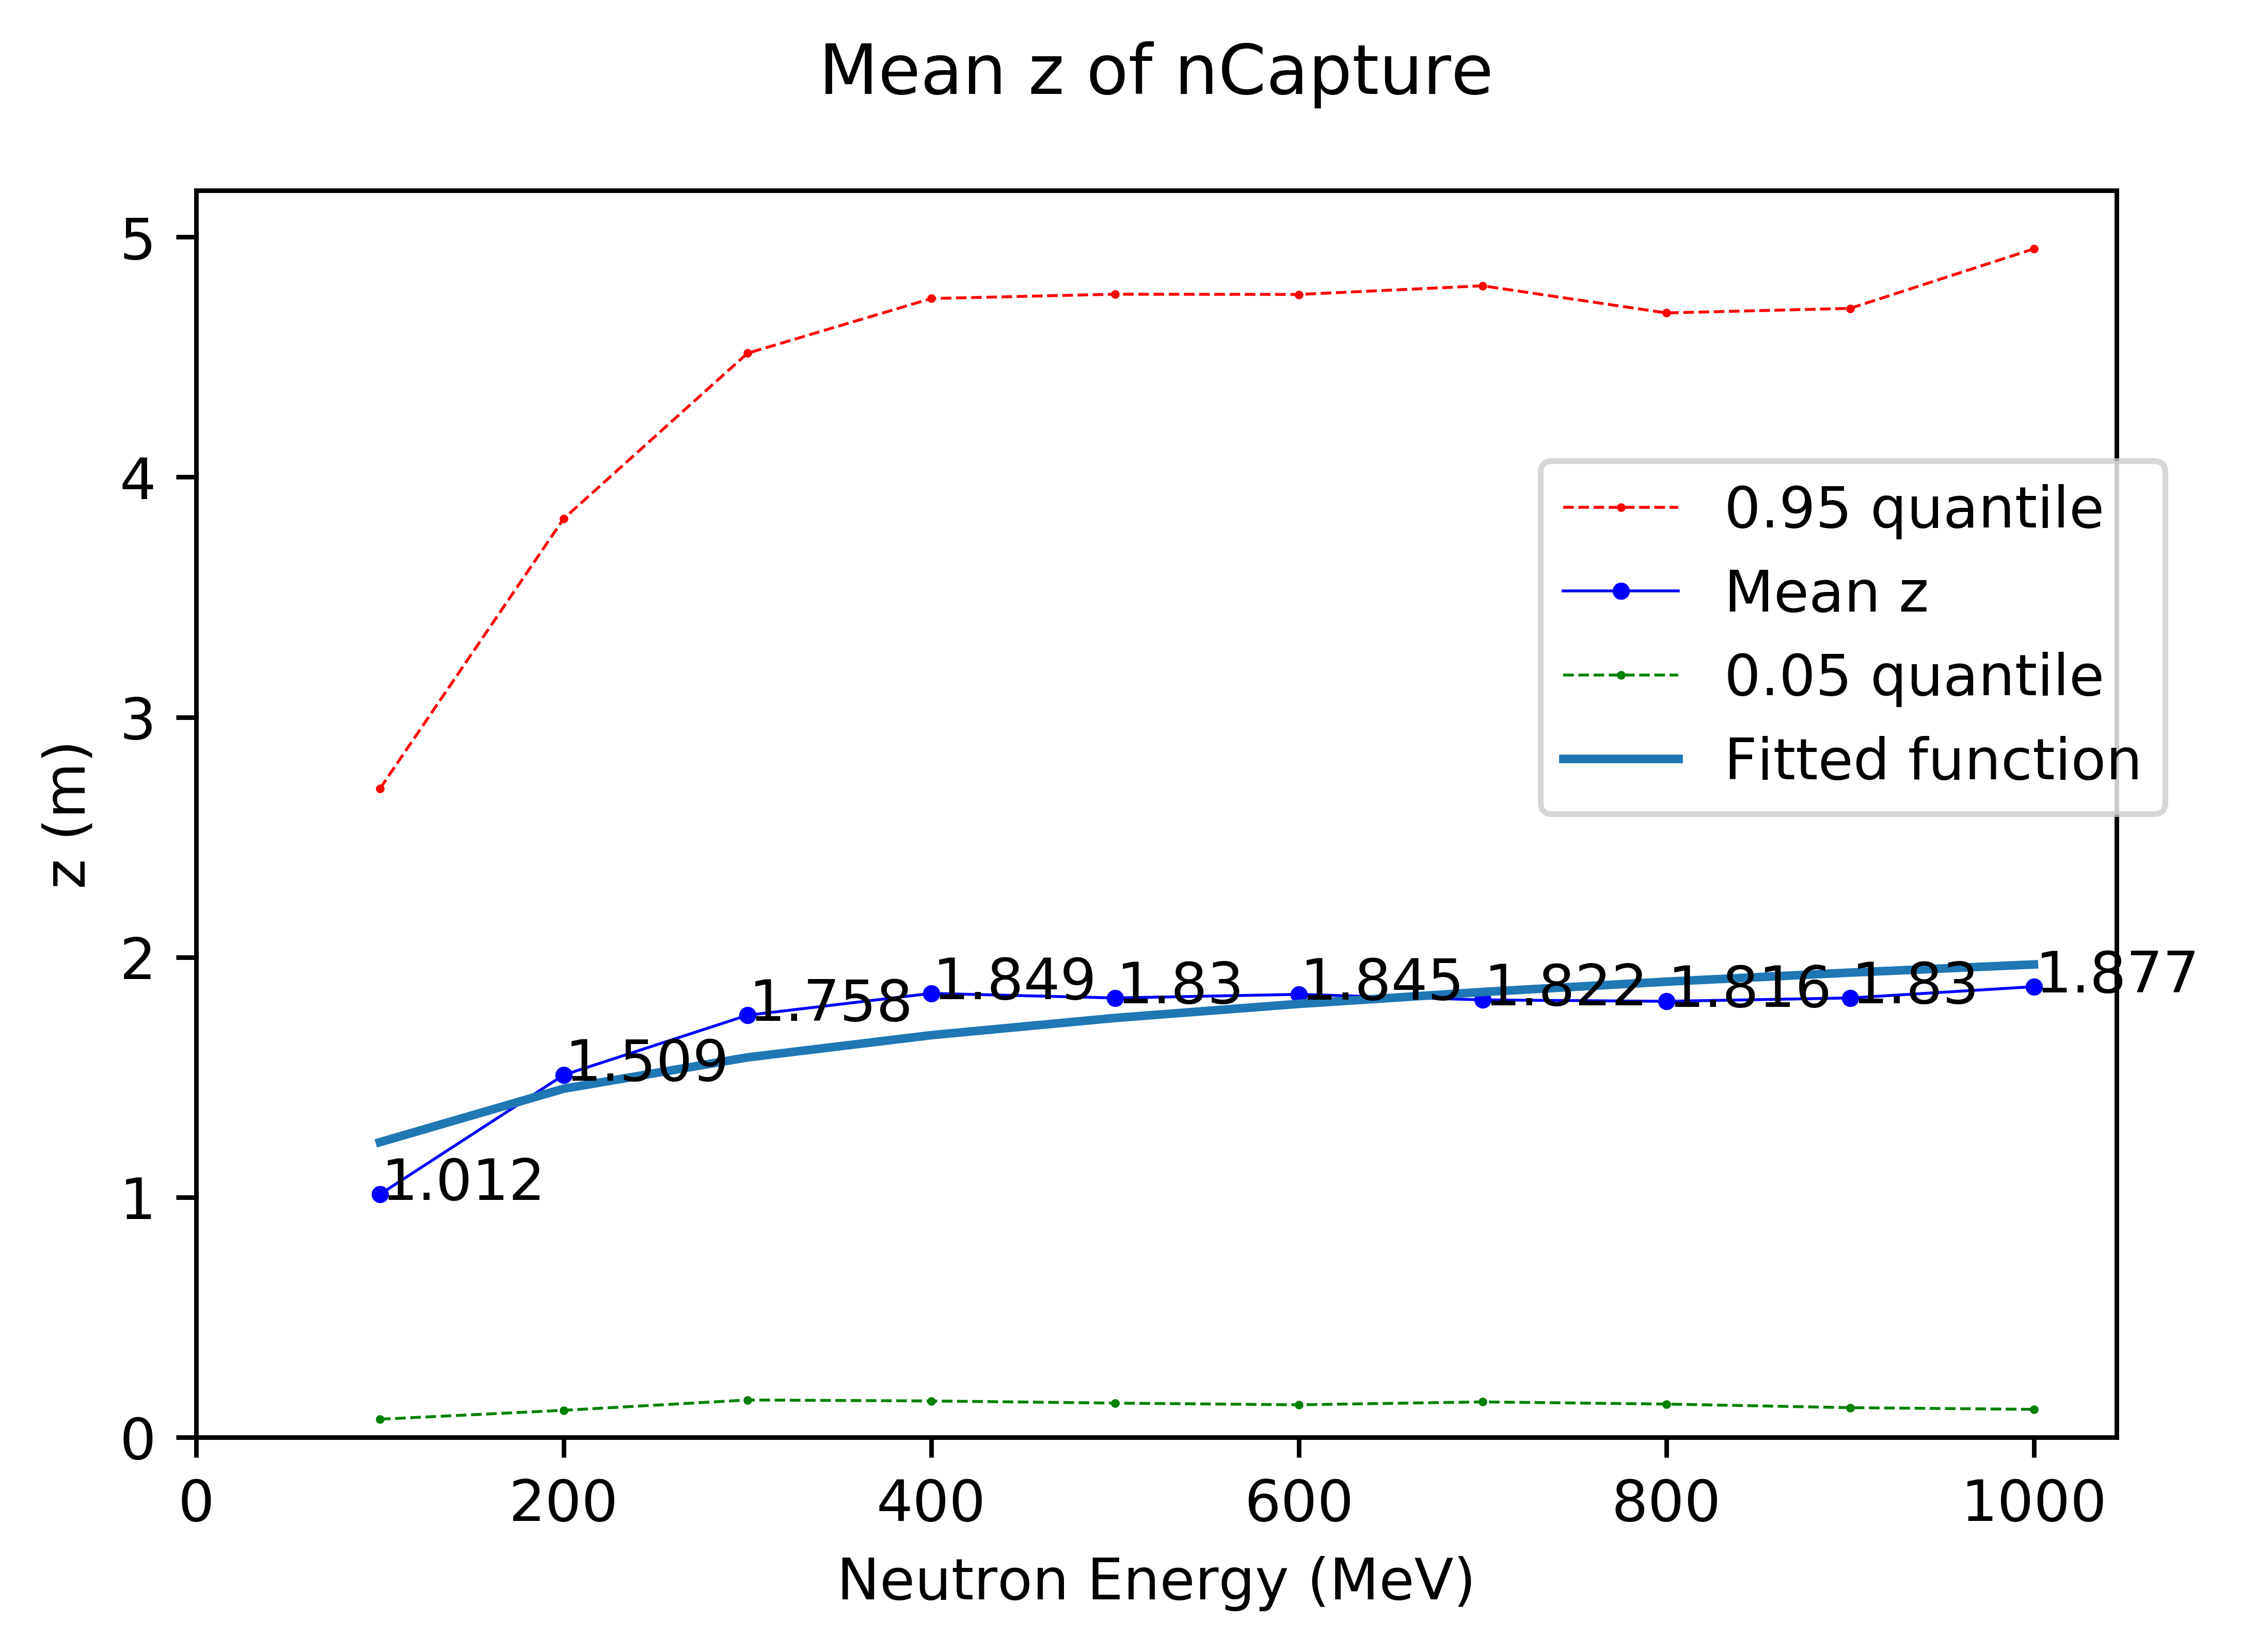 Mean z of nCapture
5
4
3
2
1
0
z (m)
0.95 quantile
Mean z
0.05 quantile
Fitted function
1.012
1.509
1.758
1.849
1.83
1.845
1.822
1.816
1.83
1.877
0 200 400 600 800 1000
Neutron Energy (MeV)